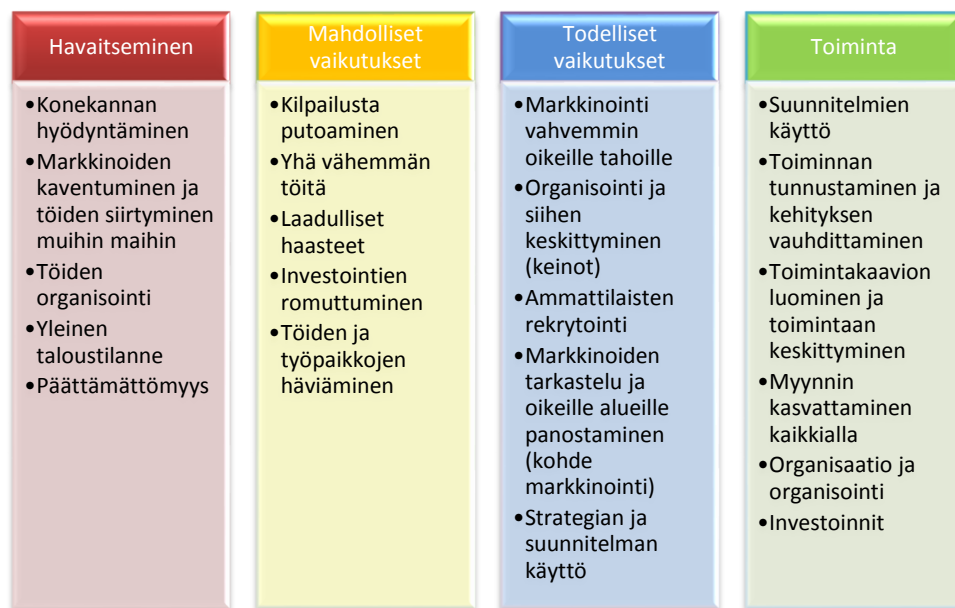 Havaitseminen
•Konekannan
hyödyntäminen
•Markkinoiden
kaventuminen ja
töiden siirtyminen
muihin maihin
•Töiden
organisointi
•Yleinen
taloustilanne
•Päättämättömyys
Mahdolliset
vaikutukset
•Kilpailusta
putoaminen
•Yhä vähemmän
töitä
•Laadulliset
haasteet
•Investointien
romuttuminen
•Töiden ja
työpaikkojen
häviäminen
Todelliset
vaikutukset
•Markkinointi
vahvemmin
oikeille tahoille
•Organisointi ja
siihen
keskittyminen
(keinot)
•Ammattilaisten
rekrytointi
•Markkinoiden
tarkastelu ja
oikeille alueille
panostaminen
(kohde
markkinointi)
•Strategian ja
suunnitelman
käyttö
Toiminta
•Suunnitelmien
käyttö
•Toiminnan
tunnustaminen ja
kehityksen
vauhdittaminen
•Toimintakaavion
luominen ja
toimintaan
keskittyminen
•Myynnin
kasvattaminen
kaikkialla
•Organisaatio ja
organisointi
•Investoinnit